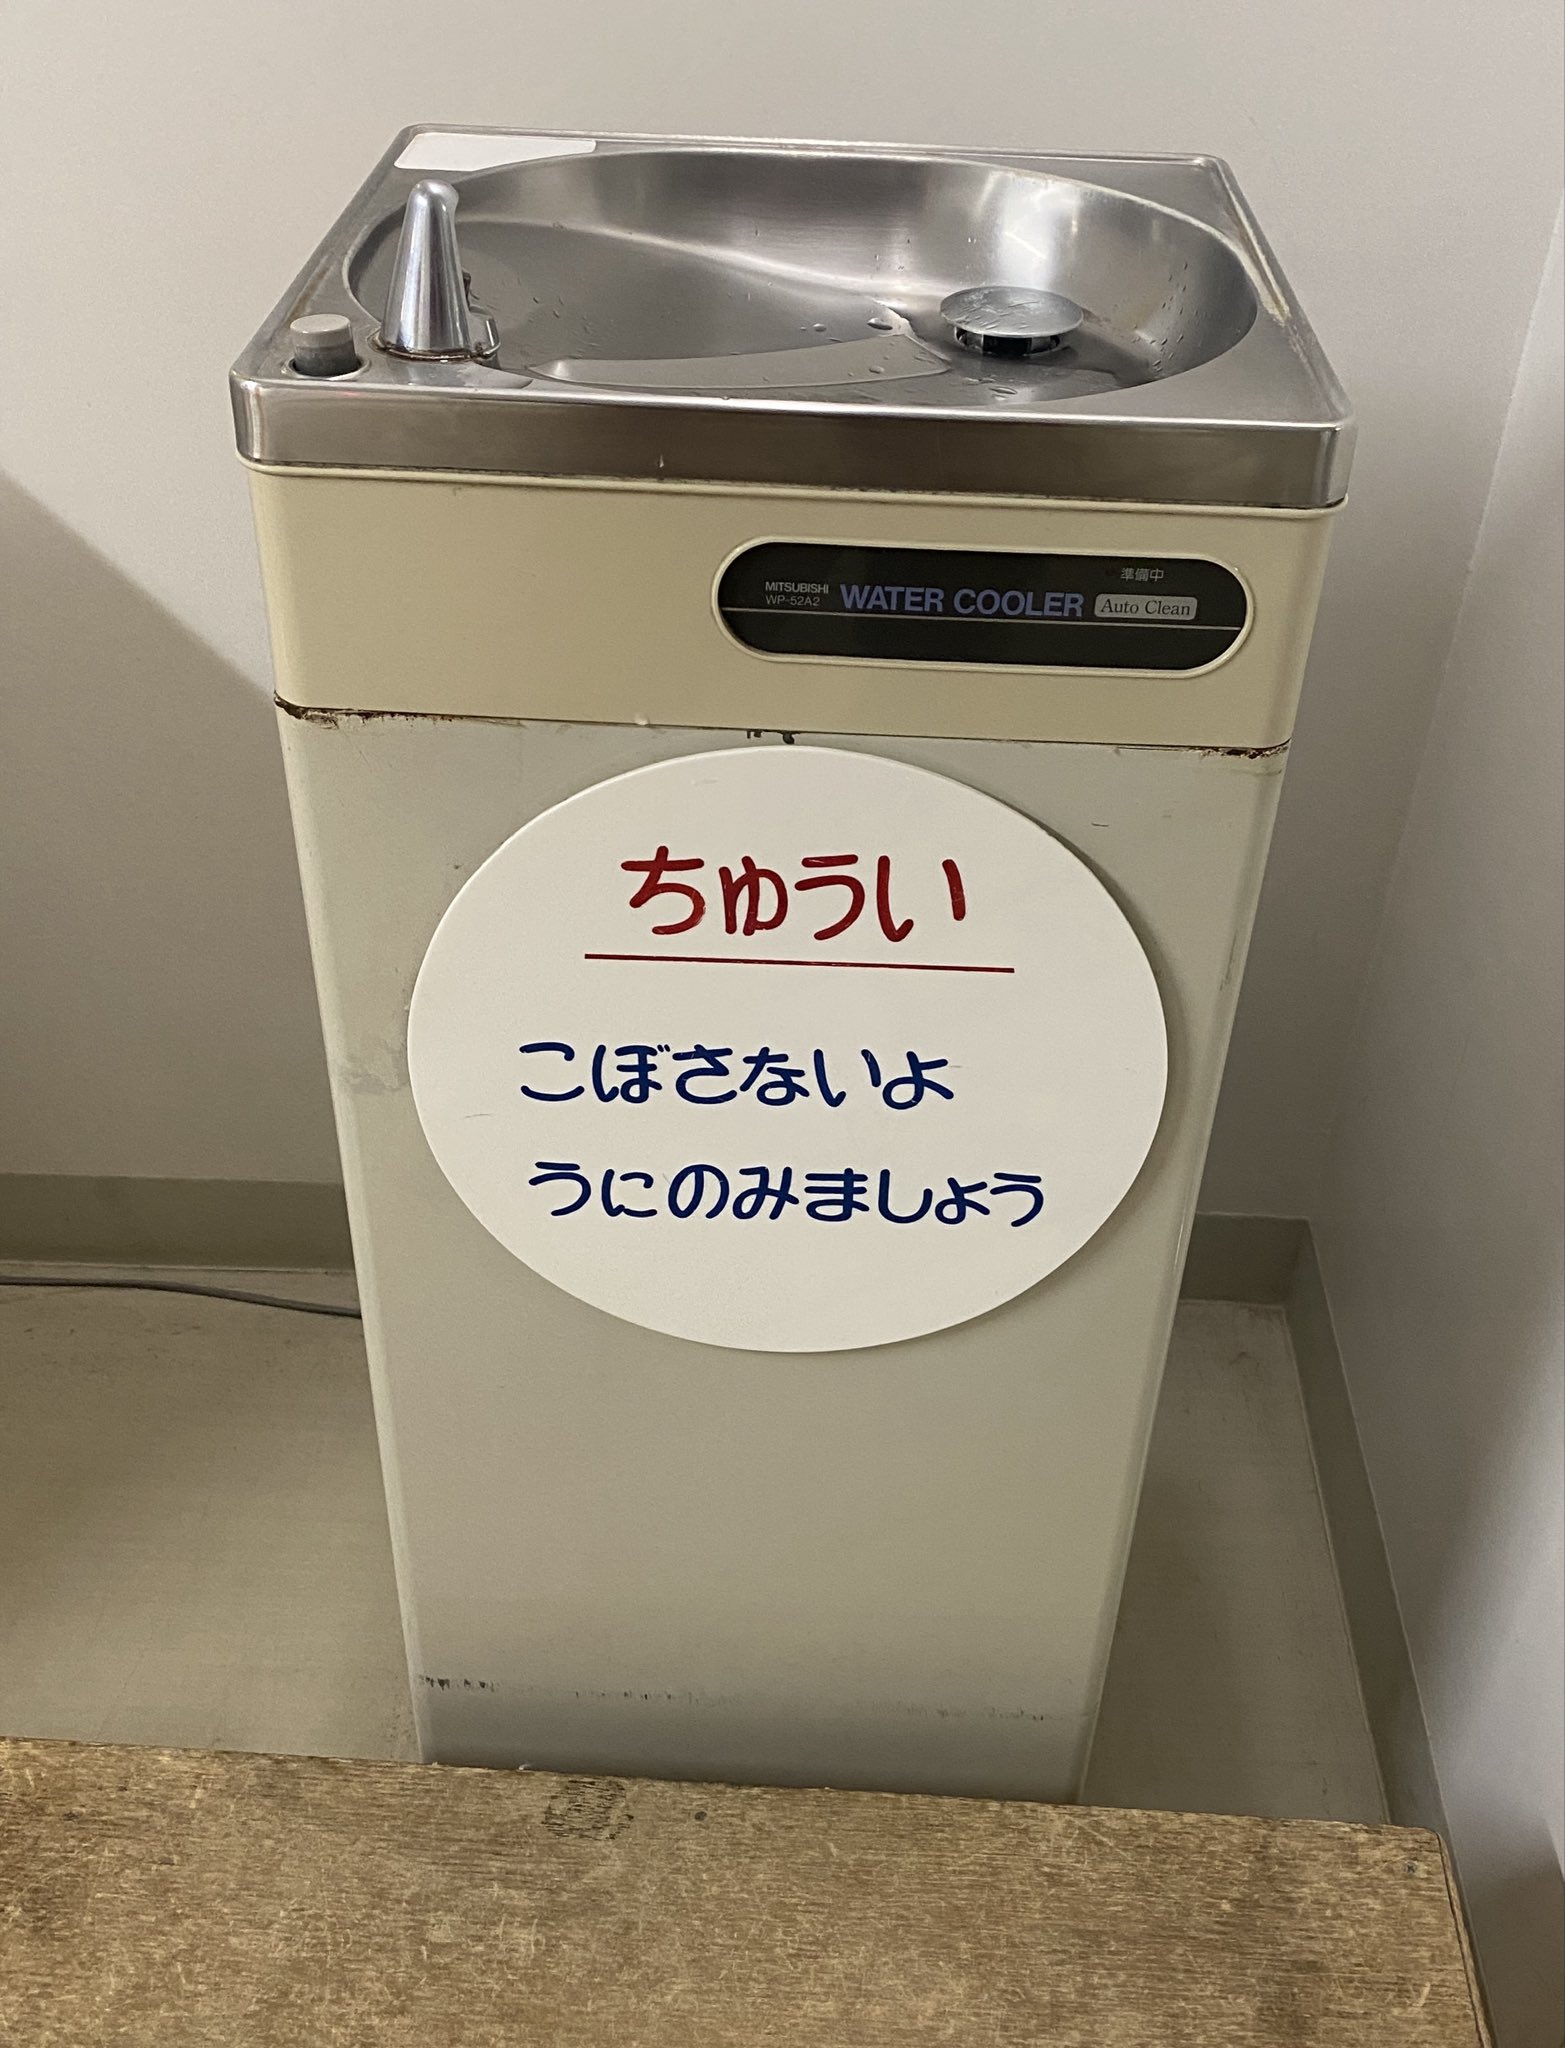 準備中
MITSUBISHI
WP-52A2
WATER COOLER
Auto Clean
ちゅうい
こぼさないよ
うにのみましょう